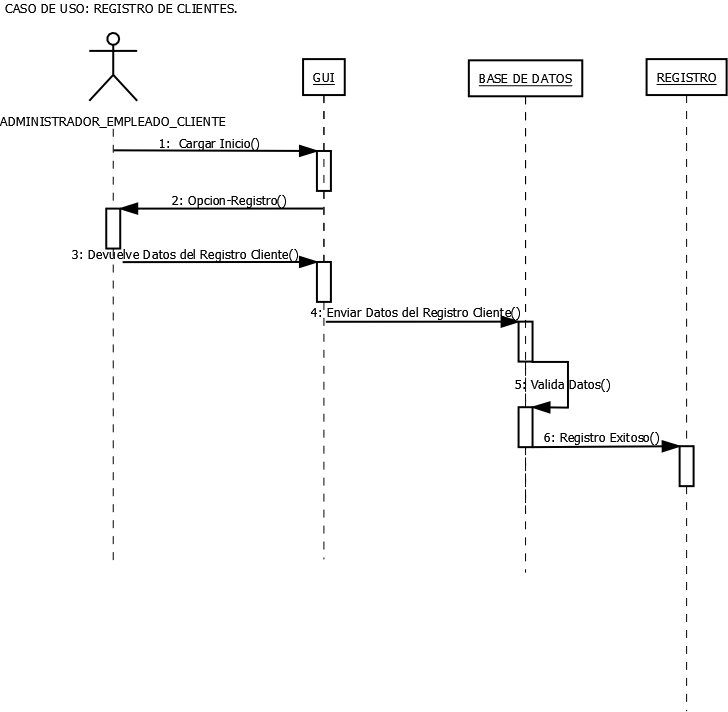 CASO DE USO: REGISTRO DE CLIENTES.
GUI
BASE DE DATOS
REGISTRO
ADMINISTRADOR_EMPLEADO_CLIENTE
1: Cargar Inicio()
2: Opcion-Registro()
3: Devuelve Datos del Registro Cliente()
4: Enviar Datos del Registro Cliente()
5: Valida Datos()
6: Registro Exitoso()